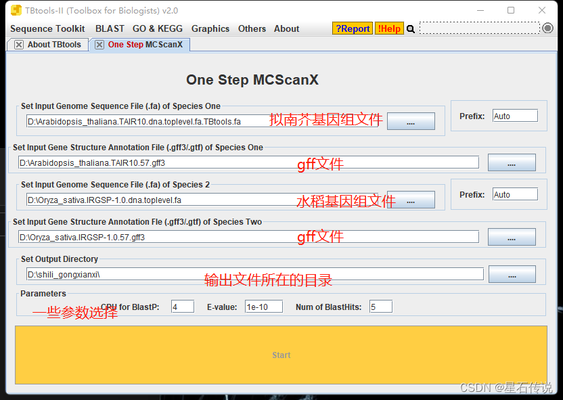 TBtools-II (Toolbox for Biologists) v2.0
Sequence Toolkit BLAST GO & KEGG Graphics Others About ?Report !Help
About TBtools One Step MCScanX
One Step MCScanX
Set Input Genome Sequence File (.fa) of Species One
D:\Arabidopsis_thaliana.TAIR10.dna.toplevel.fa.TBtools.fa 拟南芥基因组文件 .... Prefix: Auto
Set Input Gene Structure Annotation File (.gff3/.gtf) of Species One
D:\Arabidopsis_thaliana.TAIR10.57.gff3 gff文件 ....
Set Input Genome Sequence File (.fa) of Species 2
D:\Oryza_sativa.IRGSP-1.0.dna.toplevel.fa 水稻基因组文件 .... Prefix: Auto
Set Input Gene Structure Annotation File (.gff3/.gtf) of Species Two
D:\Oryza_sativa.IRGSP-1.0.57.gff3 gff文件 ....
Set Output Directory
D:\shili_gongxianxi\ 输出文件所在的目录 ....
Parameters
CPU for BlastP: 4 E-value: 1e-10 Num of BlastHits: 5
一些参数选择
Start
CSDN @星石传说